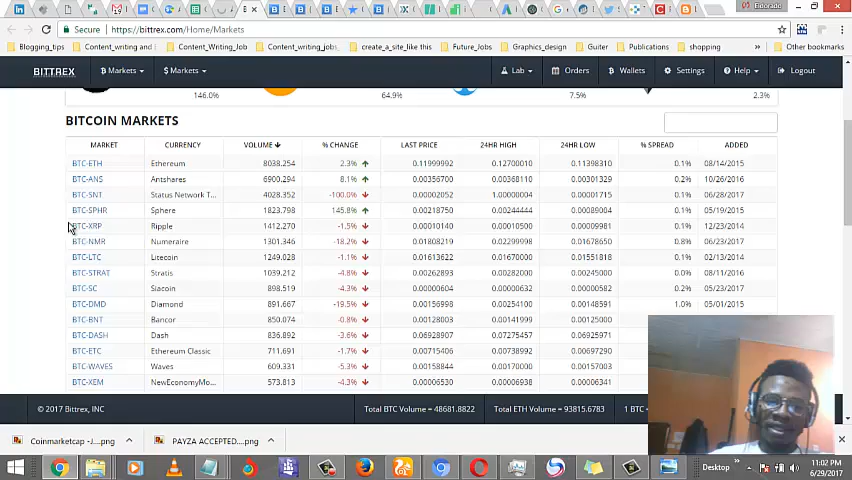 Eldorado
Secure https://bittrex.com/Home/Markets
Blogging_tips Content_writing and Content_Writing_Job Content_writing_jobs, create_a_site_like this Future_Jobs Graphics_design Guiter Publications shopping Other bookmarks
BITTREX Markets Markets Lab Orders Wallets Settings Help Logout
146.0% 64.9% 7.5% 2.3%
BITCOIN MARKETS
MARKET CURRENCY VOLUME % CHANGE LAST PRICE 24HR HIGH 24HR LOW % SPREAD ADDED
BTC-ETH Ethereum 8038.254 2.3% 0.11999992 0.12700010 0.11398310 0.1% 08/14/2015
BTC-ANS Antshares 6900.294 8.1% 0.00356700 0.00368110 0.00301329 0.2% 10/26/2016
BTC-SNT Status Network T... 4028.352 -100.0% 0.00002052 1.00000004 0.00001715 0.1% 06/28/2017
BTC-SPHR Sphere 1823.798 145.8% 0.00218750 0.00244444 0.00089004 0.1% 05/19/2015
BTC-XRP Ripple 1412.270 -1.5% 0.00010140 0.00010500 0.00009981 0.1% 12/23/2014
BTC-NMR Numeraire 1301.346 -18.2% 0.01808219 0.02299998 0.01678650 0.8% 06/23/2017
BTC-LTC Litecoin 1249.028 -1.1% 0.01613622 0.01670000 0.01551818 0.1% 02/13/2014
BTC-STRAT Stratis 1039.212 -4.8% 0.00262893 0.00282000 0.00245000 0.0% 08/11/2016
BTC-SC Siacoin 898.519 -4.3% 0.00000604 0.00000632 0.00000582 0.2% 06/23/2017
BTC-DMD Diamond 891.667 -19.5% 0.00156998 0.00254100 0.00148591 1.0% 05/01/2015
BTC-BNT Bancor 850.074 -0.8% 0.00128003 0.00141999 0.00125000
BTC-DASH Dash 836.892 -3.6% 0.06928907 0.07275457 0.06925971
BTC-ETC Ethereum Classic 711.691 -1.7% 0.00715406 0.00738992 0.00697290
BTC-WAVES Waves 609.331 -5.3% 0.00158844 0.00170000 0.00157003
BTC-XEM NewEconomyMo... 573.813 -4.3% 0.00006530 0.00006938 0.00006341
© 2017 Bittrex, INC Total BTC Volume = 48681.8822 Total ETH Volume = 93815.6783 1 BTC
Coinmarketcap -J....png PAYZA ACCEPTED....png
Desktop 11:02 PM
6/29/2017